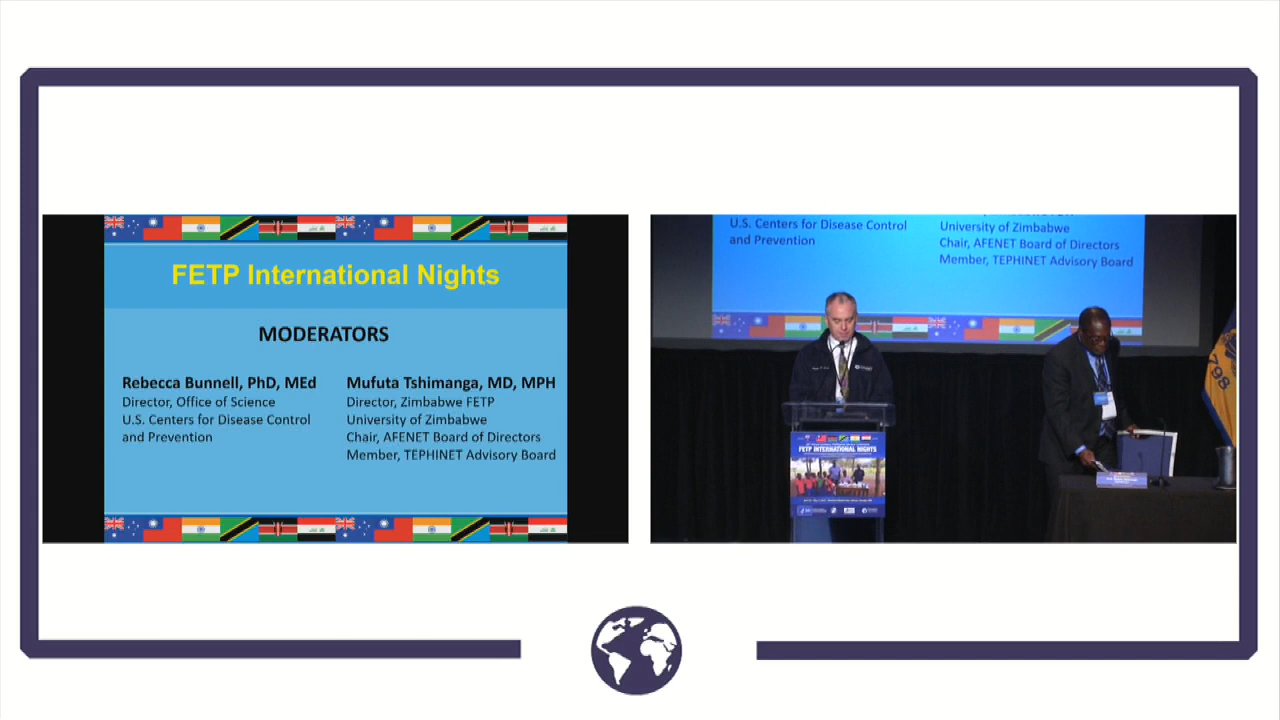 FETP International Nights
MODERATORS
Rebecca Bunnell, PhD, MEd
Director, Office of Science
U.S. Centers for Disease Control
and Prevention
Mufuta Tshimanga, MD, MPH
Director, Zimbabwe FETP
University of Zimbabwe
Chair, AFENET Board of Directors
Member, TEPHINET Advisory Board
U.S. Centers for Disease Control
and Prevention
University of Zimbabwe
Chair, AFENET Board of Directors
Member, TEPHINET Advisory Board
FETP INTERNATIONAL NIGHTS
798